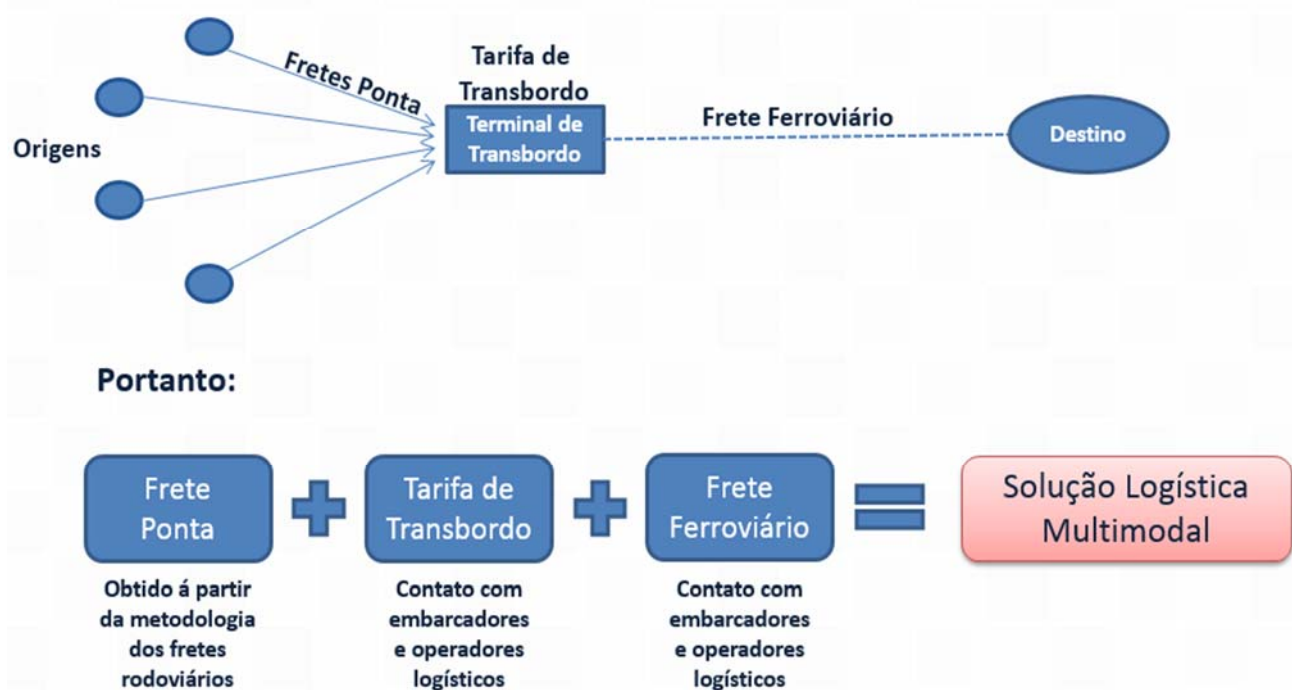 Fretes Ponta
Tarifa de
Transbordo
Terminal de
Transbordo
Frete Ferroviário
Destino
Origens
Portanto:
Frete
Ponta
Tarifa de
Transbordo
Frete
Ferroviário
Solução Logística
Multimodal
Obtido á partir
da metodologia
dos fretes
rodoviários
Contato com
embarcadores
e operadores
logísticos
Contato com
embarcadores
e operadores
logísticos